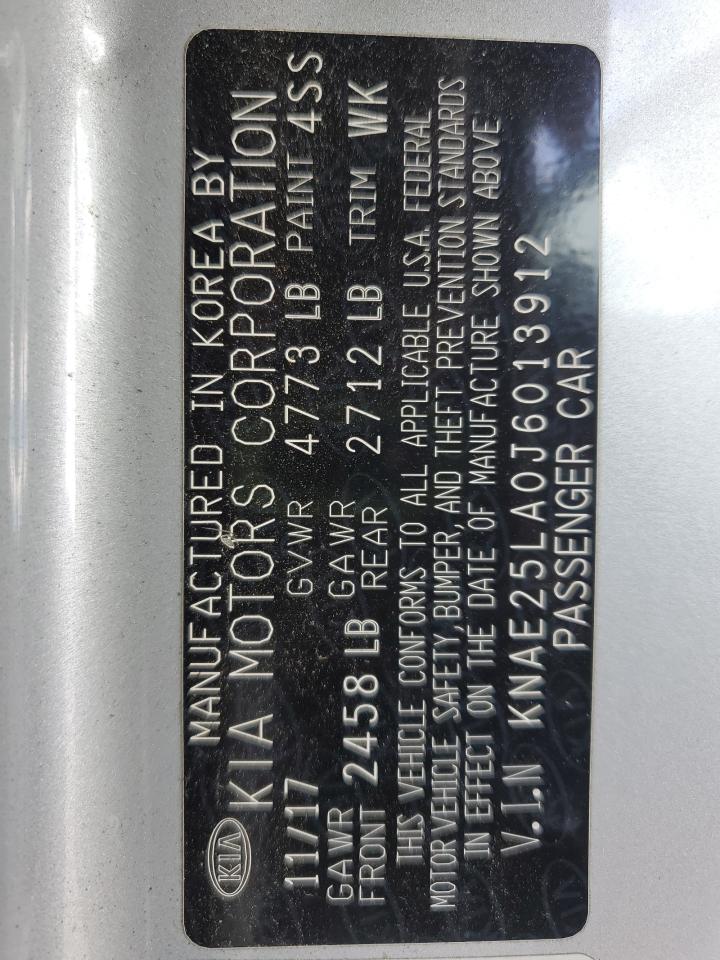 MANUFACTURED IN KOREA BY
KIA KIA MOTORS CORPORATION
11/17 GVWR 4773 LB PAINT 4SS
GAWR FRONT 2458 LB GAWR REAR 2712 LB TRIM WK
THIS VEHICLE CONFORMS TO ALL APPLICABLE U.S.A. FEDERAL
MOTOR VEHICLE SAFETY, BUMPER, AND THEFT PREVENTION STANDARDS
IN EFFECT ON THE DATE OF MANUFACTURE SHOWN ABOVE
V.I.N KNAE25LA0J6013912
PASSENGER CAR